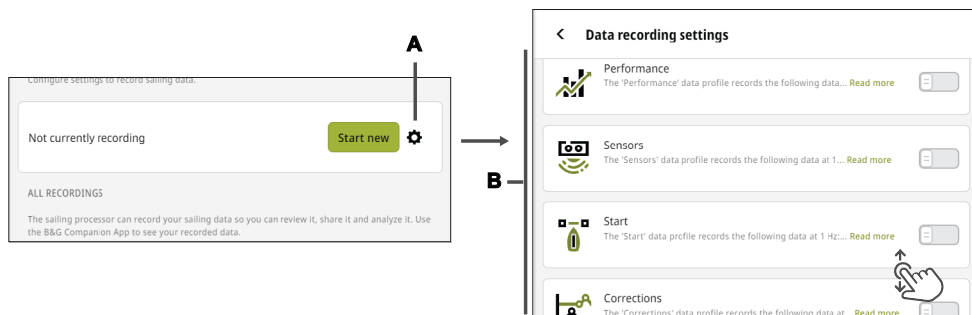 A
Configure settings to record sailing data.
Not currently recording
Start new
ALL RECORDINGS
The sailing processor can record your sailing data so you can review it, share it and analyze it. Use
the B&G Companion App to see your recorded data.
B
Data recording settings
Performance
The 'Performance' data profile records the following data... Read more
Sensors
The 'Sensors' data profile records the following data at 1... Read more
Start
The 'Start' data profile records the following data at 1 Hz:... Read more
Corrections
The 'Corrections' data profile records the following data at... Read more